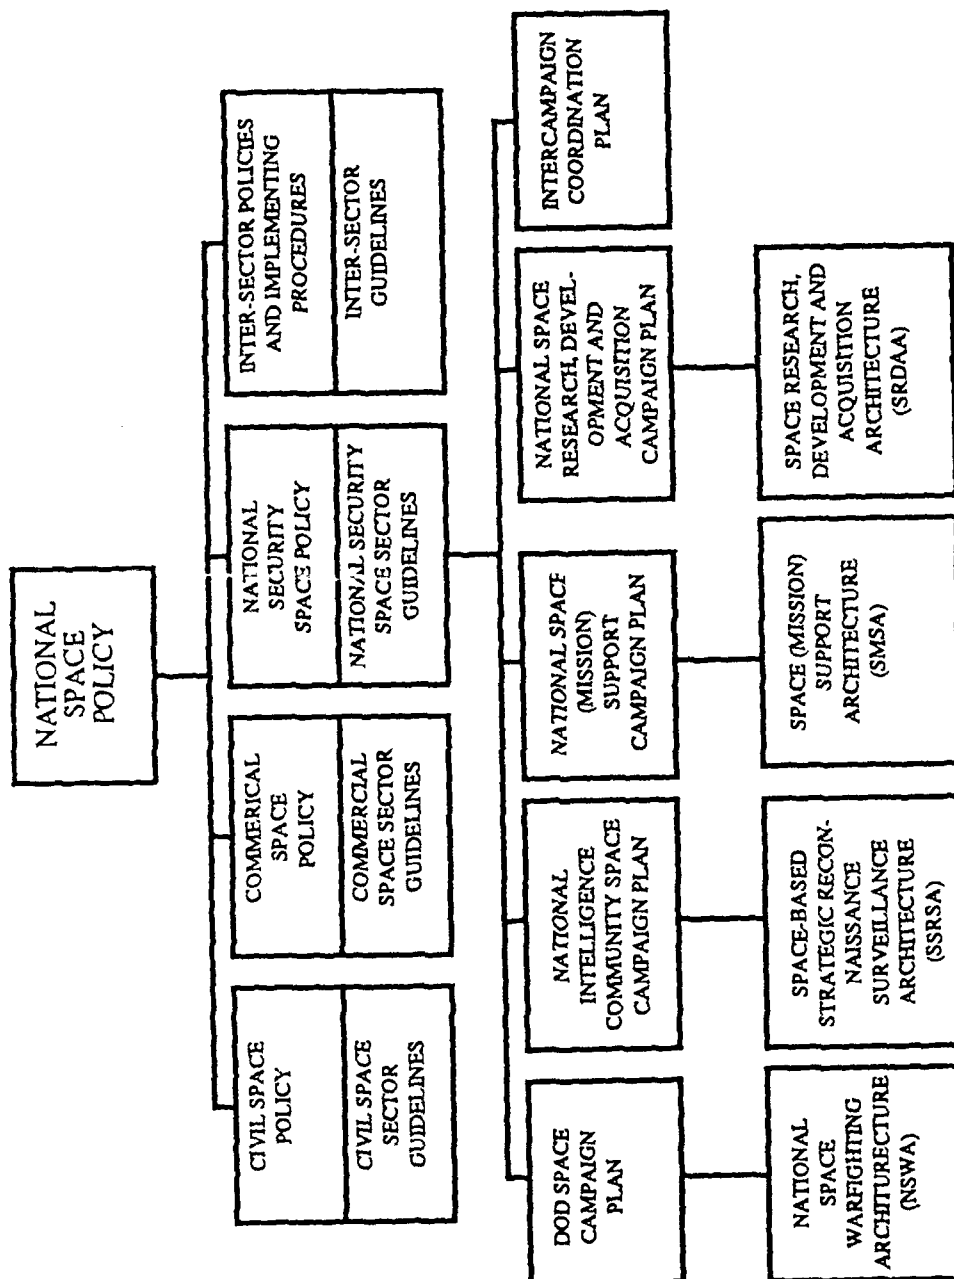 NATIONAL
SPACE
POLICY
CIVIL SPACE
POLICY
CIVIL SPACE
SECTOR
GUIDELINES
COMMERICAL
SPACE
POLICY
COMMERCIAL
SPACE SECTOR
GUIDELINES
NATIONAL
SECURITY
SPACE POLICY
NATIONAL SECURITY
SPACE SECTOR
GUIDELINES
INTER-SECTOR POLICIES
AND IMPLEMENTING
PROCEDURES
INTER-SECTOR
GUIDELINES
DOD SPACE
CAMPAIGN
PLAN
NATIONAL
INTELLIGENCE
COMMUNITY SPACE
CAMPAIGN PLAN
NATIONAL SPACE
(MISSION)
SUPPORT
CAMPAIGN PLAN
NATIONAL SPACE
RESEARCH, DEVEL-
OPMENT AND
ACQUISITION
CAMPAIGN PLAN
INTERCAMPAIGN
COORDINATION
PLAN
NATIONAL
SPACE
WARFIGHTING
ARCHITURECTURE
(NSWA)
SPACE-BASED
STRATEGIC RECON-
NAISSANCE
SURVEILLANCE
ARCHITECTURE
(SSRSA)
SPACE (MISSION)
SUPPORT
ARCHITECTURE
(SMSA)
SPACE RESEARCH,
DEVELOPMENT AND
ACQUISITION
ARCHITECTURE
(SRDAA)